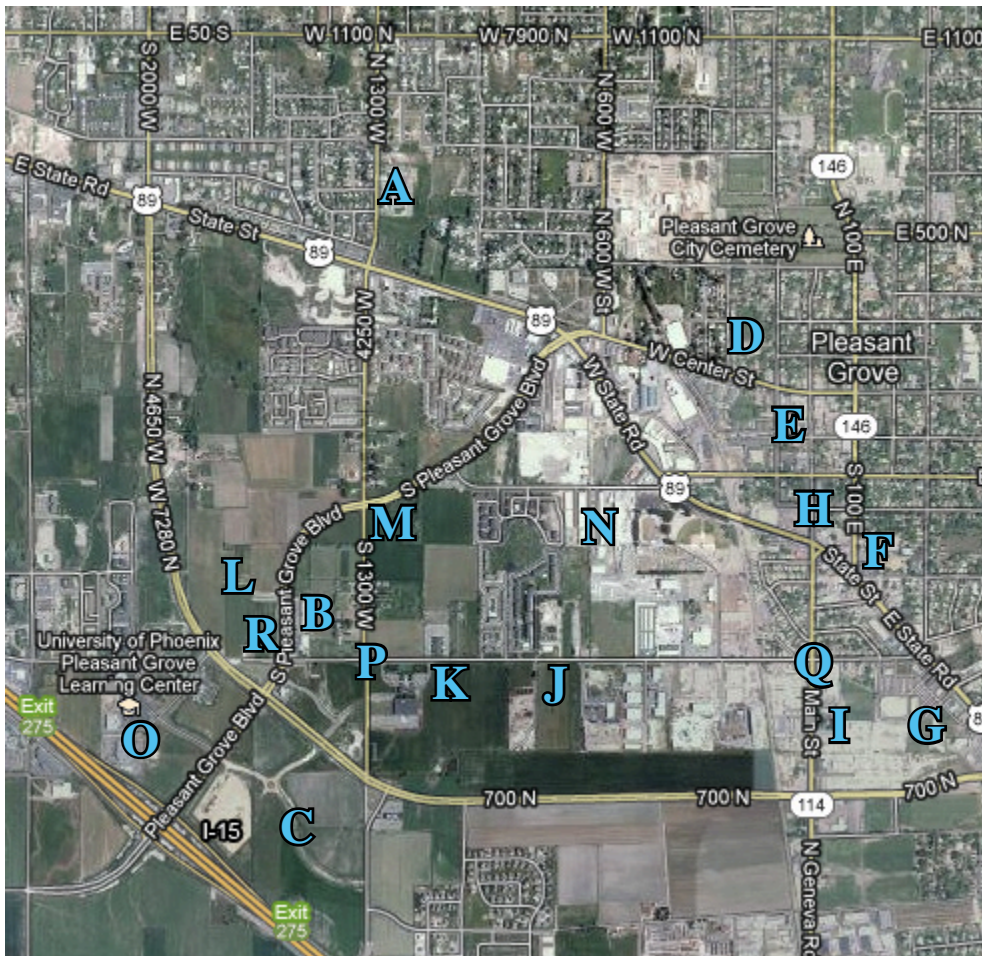 E 50 S
W 1100 N
W 7900 N
W 1100 N
E 1100
S 2000 W
N 1300 W
N 600 W
146
E State Rd
89
A
State St
89
N 600 W St
Pleasant Grove
City Cemetery
N 100 E
E 500 N
4250 W
89
D
W Center St
Pleasant
Grove
W State Rd
S Pleasant Grove Blvd
E
146
N 4650 W
W 7280 N
89
S 100 E
H
M
N
F
S Pleasant Grove Blvd
S 1300 W
State St
E State Rd
L
B
R
University of Phoenix
Pleasant Grove
Learning Center
P
K
J
Q
Exit
275
O
Pleasant Grove Blvd
Main St
I
G
8
I-15
C
700 N
700 N
114
700 N
N Geneva Rd
Exit
275